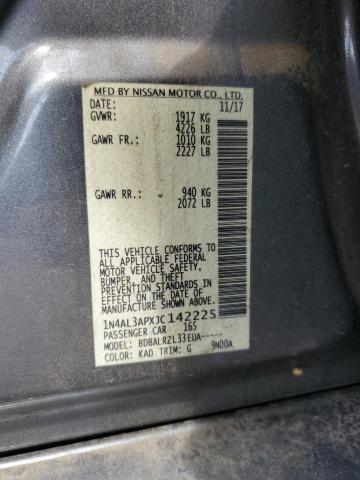 MFD BY NISSAN MOTOR CO., LTD.
DATE: 11/17
GVWR: 1917 KG
4226 LB
GAWR FR.: 1010 KG
2227 LB
GAWR RR.: 940 KG
2072 LB
THIS VEHICLE CONFORMS TO
ALL APPLICABLE FEDERAL
MOTOR VEHICLE SAFETY,
BUMPER, AND THEFT
PREVENTION STANDARDS IN
EFFECT ON THE DATE OF
MANUFACTURE SHOWN ABOVE.
1N4AL3APXJC142225
PASSENGER CAR 165
MODEL: BDBALRZL33EUA-----
COLOR: KAD TRIM: G 9N00A